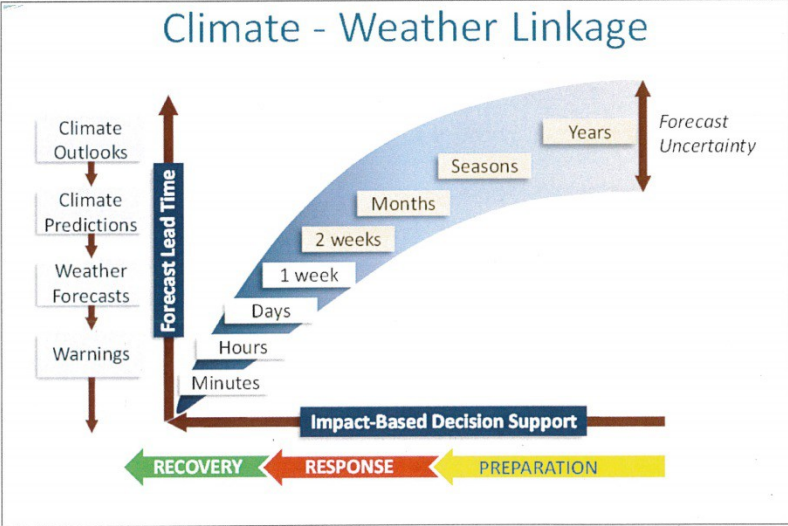 Climate - Weather Linkage
Climate
Outlooks
Climate
Predictions
Weather
Forecasts
Warnings
Forecast Lead Time
Years
Seasons
Months
2 weeks
1 week
Days
Hours
Minutes
Forecast
Uncertainty
Impact-Based Decision Support
RECOVERY
RESPONSE
PREPARATION